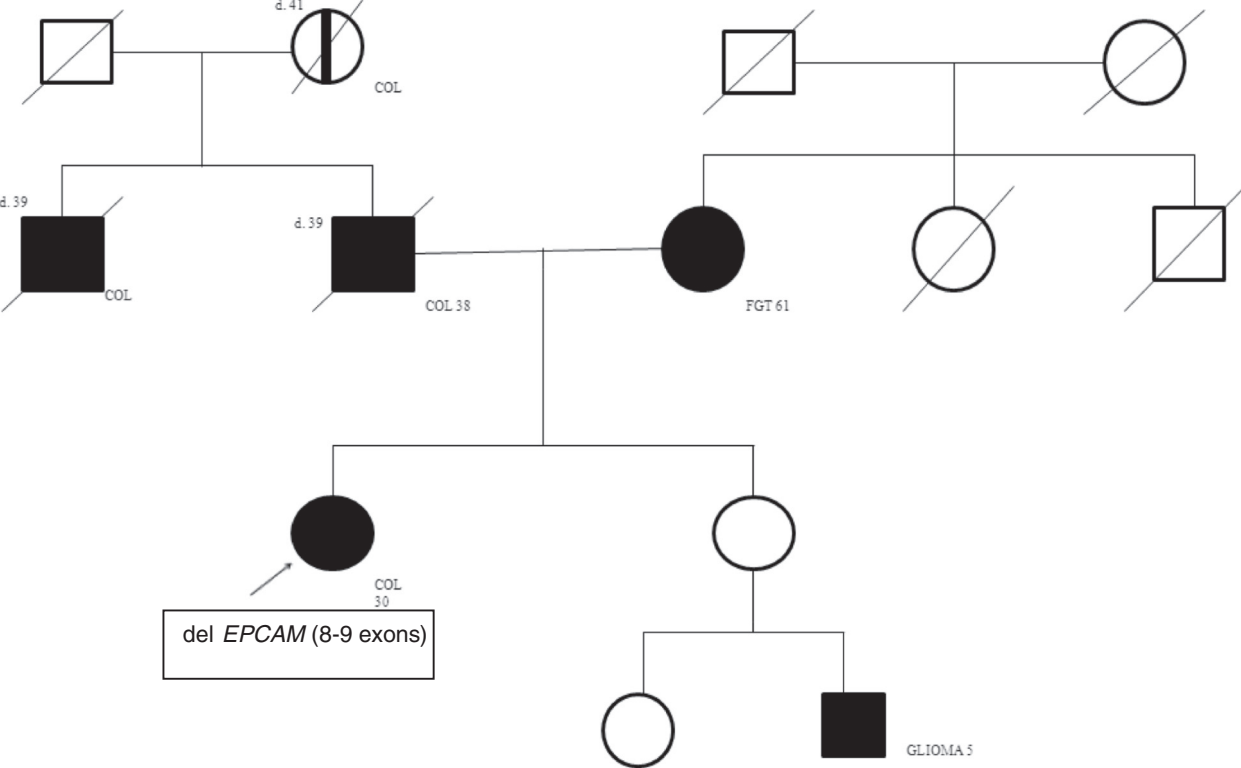 d. 41
COL
d. 39
COL
d. 39
COL 38
FGT 61
COL
30
del EPCAM (8-9 exons)
GLIOMA 5